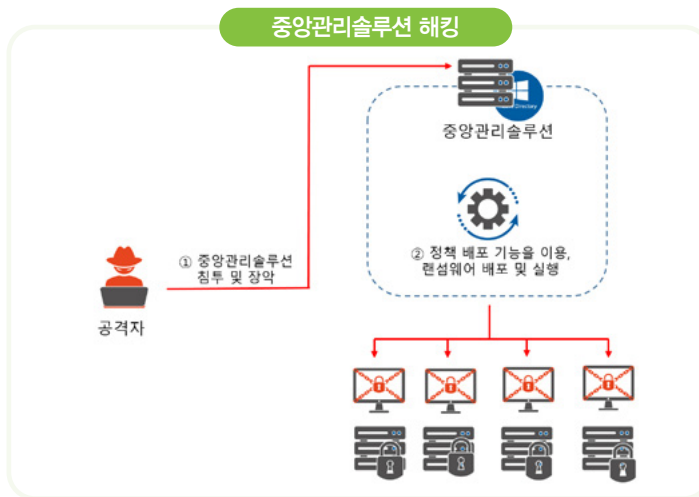 중앙관리솔루션 해킹
중앙관리솔루션
① 중앙관리솔루션
침투 및 장악
② 정책 배포 기능을 이용,
랜섬웨어 배포 및 실행
공격자